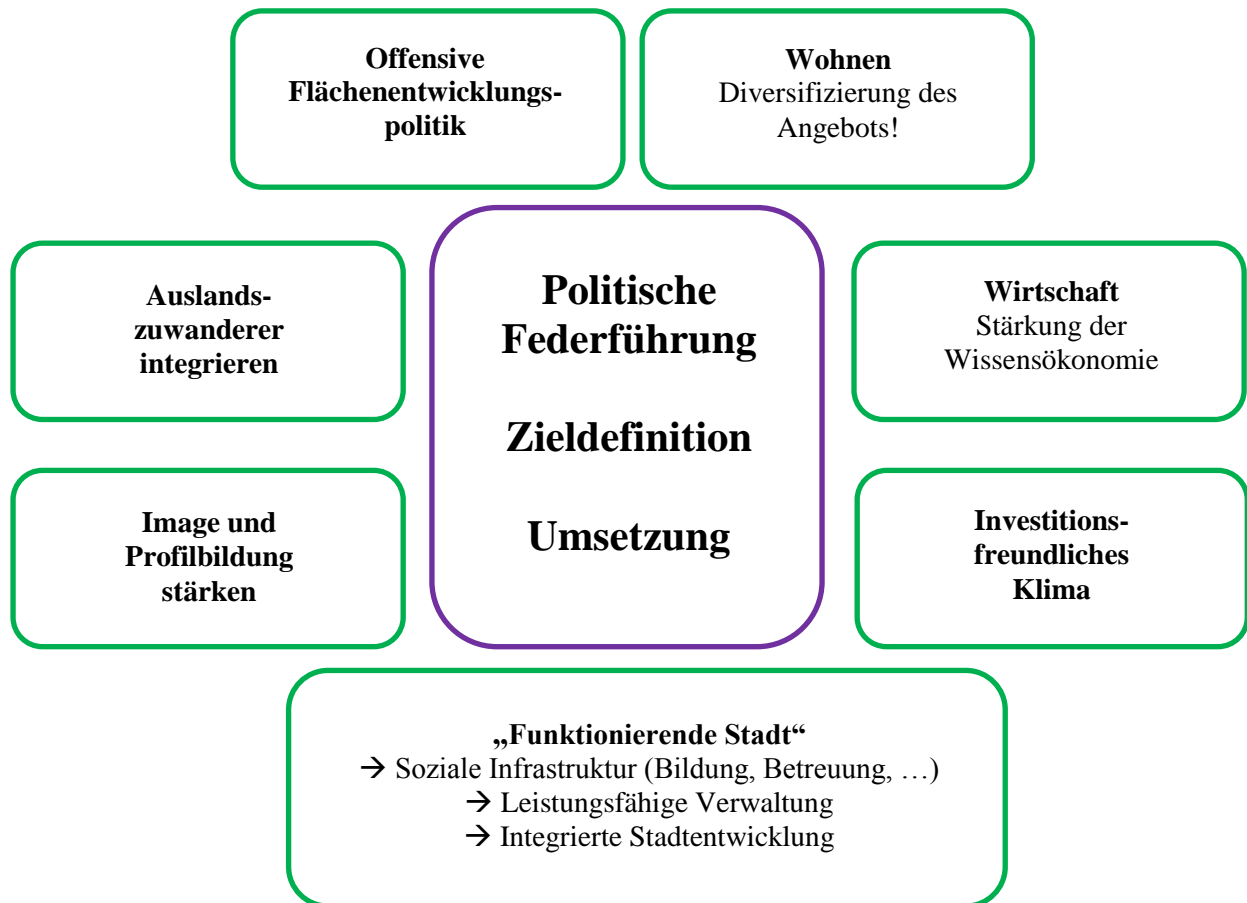 Offensive
Flächenentwicklungs-
politik
Wohnen
Diversifizierung des
Angebots!
Auslands-
zuwanderer
integrieren
Politische
Federführung
Zieldefinition
Umsetzung
Wirtschaft
Stärkung der
Wissensökonomie
Image und
Profilbildung
stärken
Investitions-
freundliches
Klima
„Funktionierende Stadt“
→ Soziale Infrastruktur (Bildung, Betreuung, …)
→ Leistungsfähige Verwaltung
→ Integrierte Stadtentwicklung